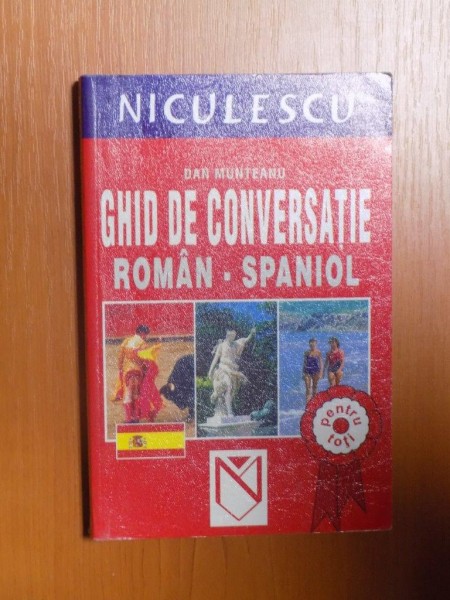 NICULESCU
DAN MUNTEANU
GHID DE CONVERSAȚIE
ROMÂN - SPANIOL
pentru
toți